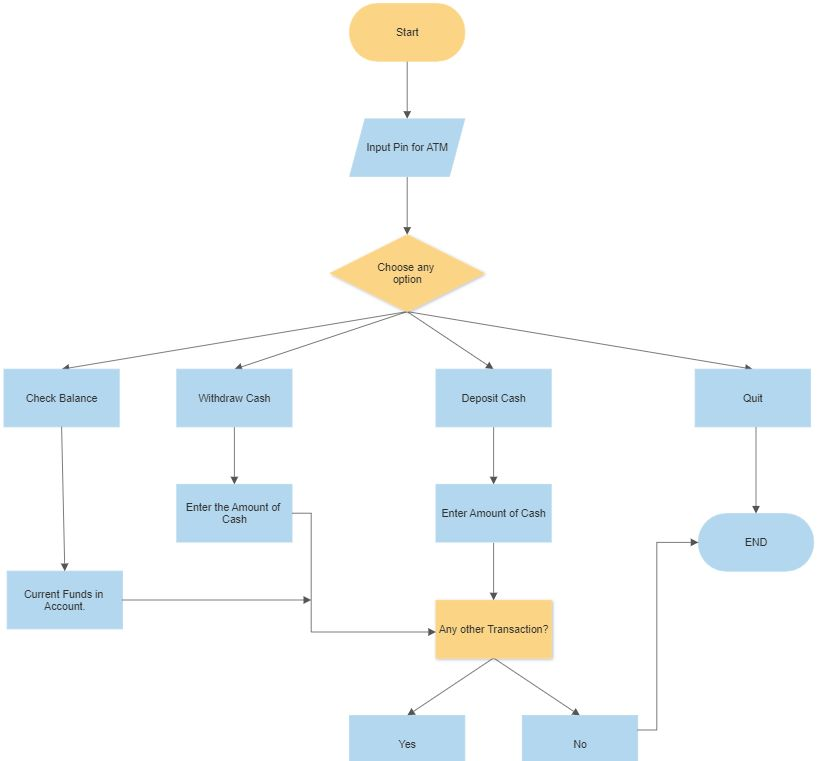 Start
Input Pin for ATM
Choose any
option
Check Balance
Withdraw Cash
Deposit Cash
Quit
Enter the Amount of
Cash
Enter Amount of Cash
END
Current Funds in
Account.
Any other Transaction?
Yes
No